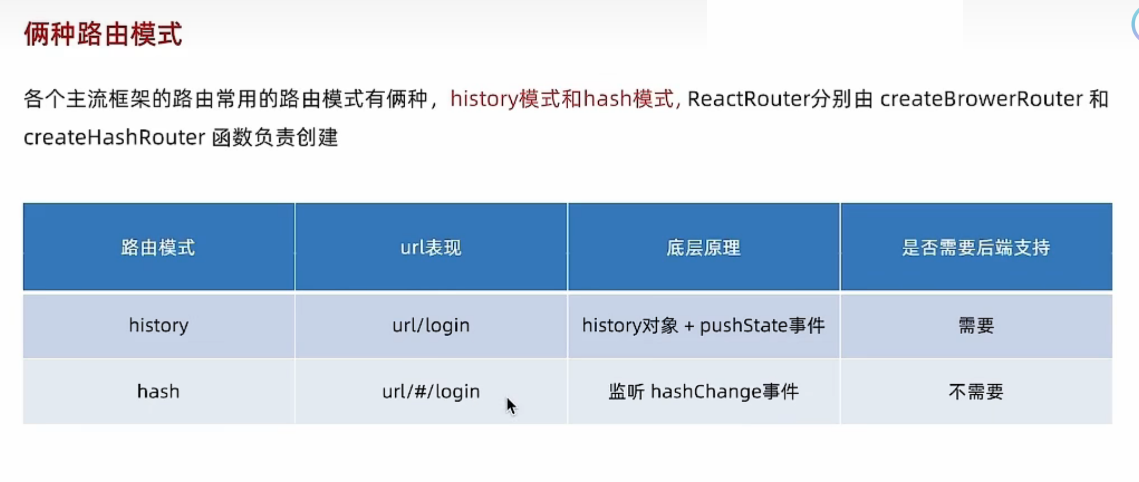 俩种路由模式
各个主流框架的路由常用的路由模式有俩种，history模式和hash模式, ReactRouter分别由 createBrowerRouter 和
createHashRouter 函数负责创建
路由模式 url表现 底层原理 是否需要后端支持
history url/login history对象 + pushState事件 需要
hash url/#/login 监听 hashChange事件 不需要